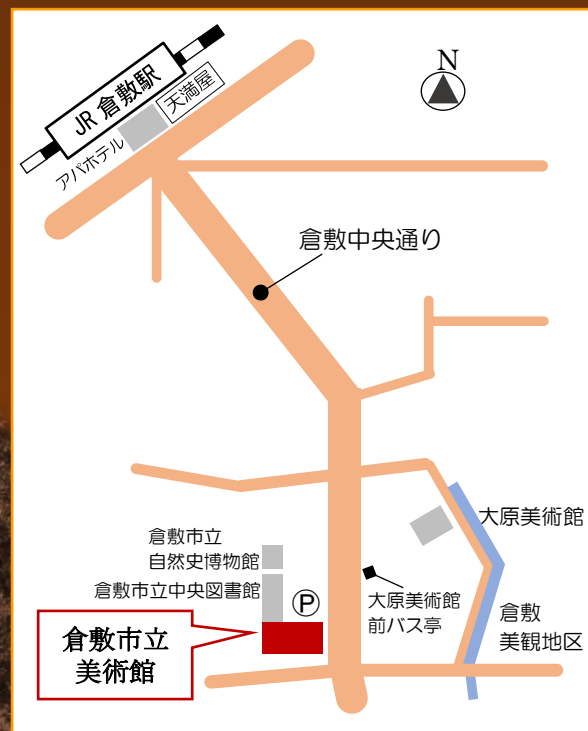 N
JR 倉敷駅
天満屋
アパホテル
倉敷中央通り
大原美術館
倉敷市立
自然史博物館
倉敷市立中央図書館
P
大原美術館
前バス亭
倉敷
美観地区
倉敷市立
美術館